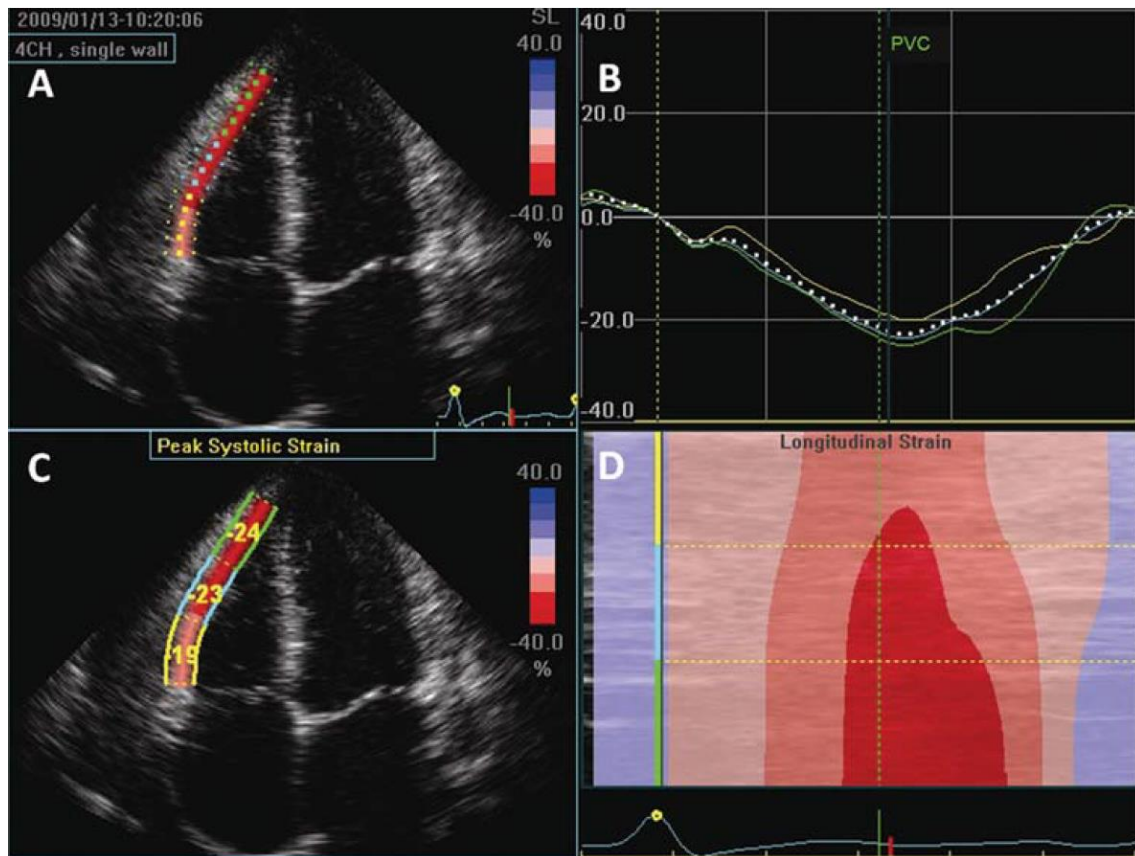 2009/01/13-10:20:06
4CH , single wall
A
SL
40.0
-40.0
%
40.0
B
PVC
20.0
0.0
-20.0
-40.0
Peak Systolic Strain
C
40.0
-40.0
%
-24
-23
-19
Longitudinal Strain
D